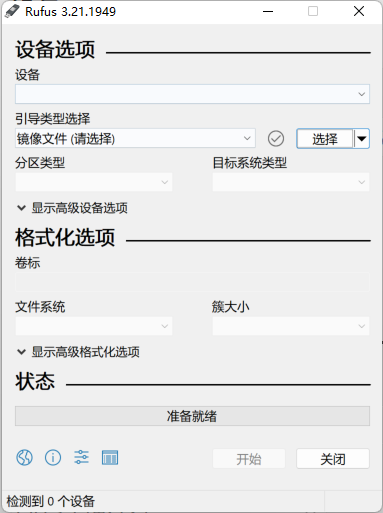 Rufus 3.21.1949
设备选项
设备
引导类型选择
镜像文件 (请选择)
选择
分区类型
目标系统类型
显示高级设备选项
格式化选项
卷标
文件系统
簇大小
显示高级格式化选项
状态
准备就绪
开始
关闭
检测到 0 个设备